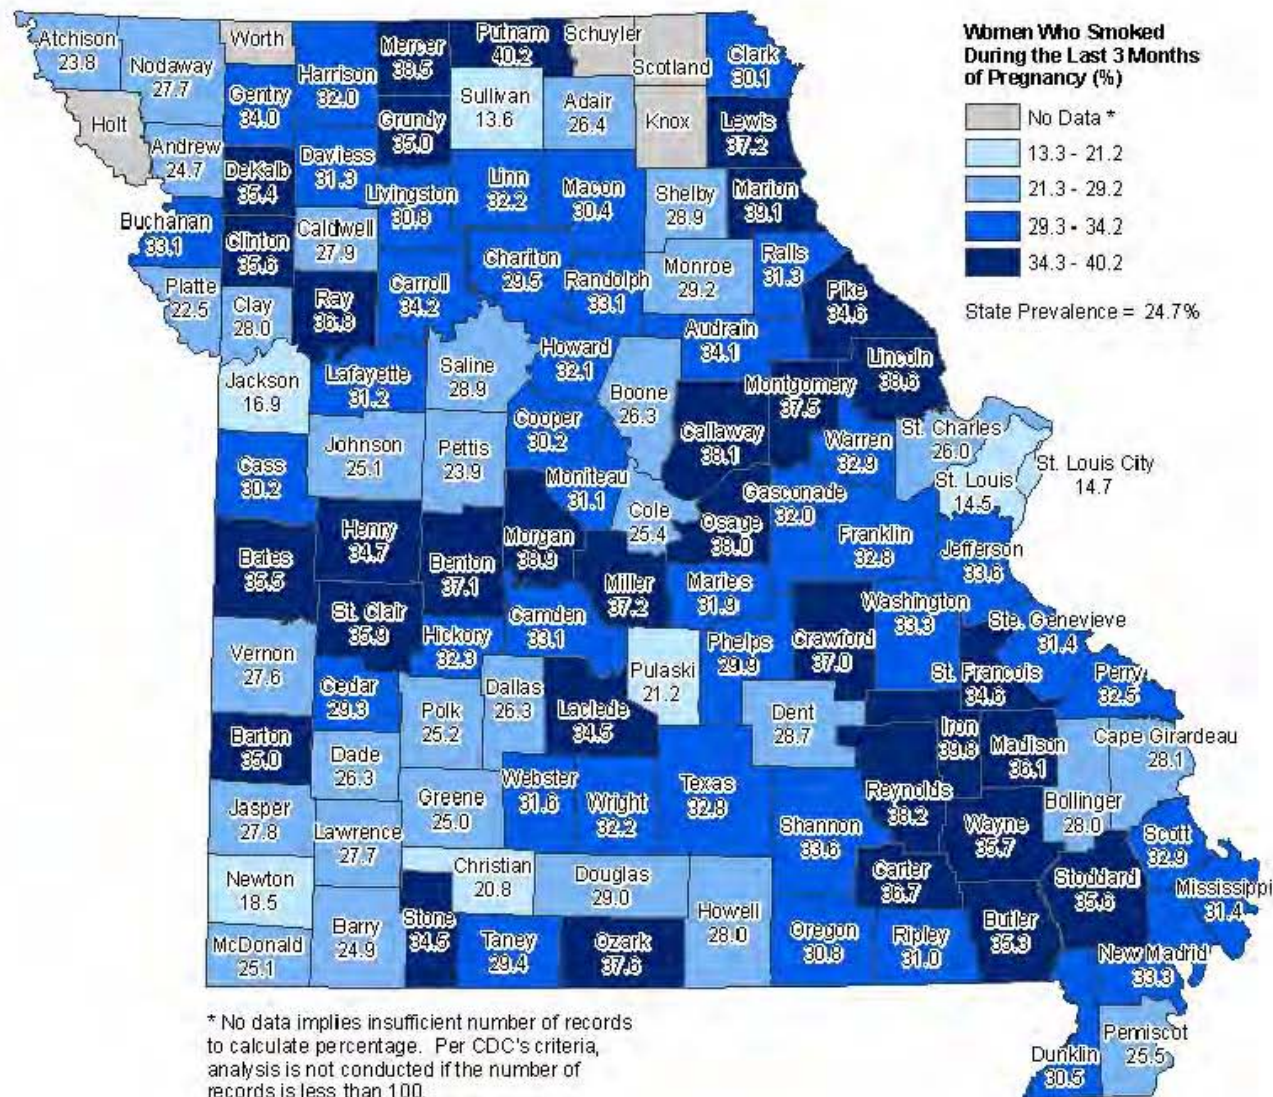 Women Who Smoked
During the Last 3 Months
of Pregnancy (%)
No Data *
13.3 - 21.2
21.3 - 29.2
29.3 - 34.2
34.3 - 40.2
State Prevalence = 24.7%
Atchison
23.8
Nodaway
27.7
Worth
Harrison
32.0
Mercer
38.5
Putnam
40.2
Schuyler
Scotland
Clark
30.1
Holt
Gentry
34.0
Grundy
35.0
Sullivan
13.6
Adair
26.4
Knox
Lewis
37.2
Andrew
24.7
DeKalb
35.4
Daviess
31.3
Livingston
30.8
Linn
32.2
Macon
30.4
Shelby
28.9
Marion
39.1
Buchanan
33.1
Clinton
35.6
Caldwell
27.9
Chariton
29.5
Randolph
33.1
Monroe
29.2
Ralls
31.3
Platte
22.5
Clay
28.0
Ray
36.8
Carroll
34.2
Audrain
34.1
Pike
34.6
Jackson
16.9
Lafayette
31.2
Saline
28.9
Howard
32.1
Boone
26.3
Montgomery
37.5
Lincoln
38.6
Johnson
25.1
Pettis
23.9
Cooper
30.2
Callaway
38.1
Warren
32.9
St. Charles
26.0
St. Louis
14.5
St. Louis City
14.7
Cass
30.2
Moniteau
31.1
Cole
25.4
Osage
38.0
Gasconade
32.0
Franklin
32.8
Jefferson
33.6
Bates
35.5
Henry
34.7
Benton
37.1
Morgan
38.9
Miller
37.2
Maries
31.9
Washington
33.3
Ste. Genevieve
31.4
St. Clair
35.9
Hickory
32.3
Camden
33.1
Pulaski
21.2
Phelps
29.9
Crawford
37.0
St. Francois
34.6
Perry
32.5
Vernon
27.6
Cedar
29.3
Polk
25.2
Dallas
26.3
Laclede
34.5
Dent
28.7
Iron
39.8
Madison
36.1
Cape Girardeau
28.1
Barton
35.0
Dade
26.3
Greene
25.0
Webster
31.6
Wright
32.2
Texas
32.8
Reynolds
38.2
Bollinger
28.0
Jasper
27.8
Lawrence
27.7
Shannon
33.6
Wayne
35.7
Scott
32.9
Newton
18.5
Christian
20.8
Douglas
29.0
Howell
28.0
Carter
36.7
Stoddard
35.6
Mississippi
31.4
McDonald
25.1
Barry
24.9
Stone
34.5
Taney
29.4
Ozark
37.6
Oregon
30.8
Ripley
31.0
Butler
35.3
New Madrid
33.3
Dunklin
30.5
Pemiscot
25.5
* No data implies insufficient number of records
to calculate percentage. Per CDC's criteria,
analysis is not conducted if the number of
records is less than 100.